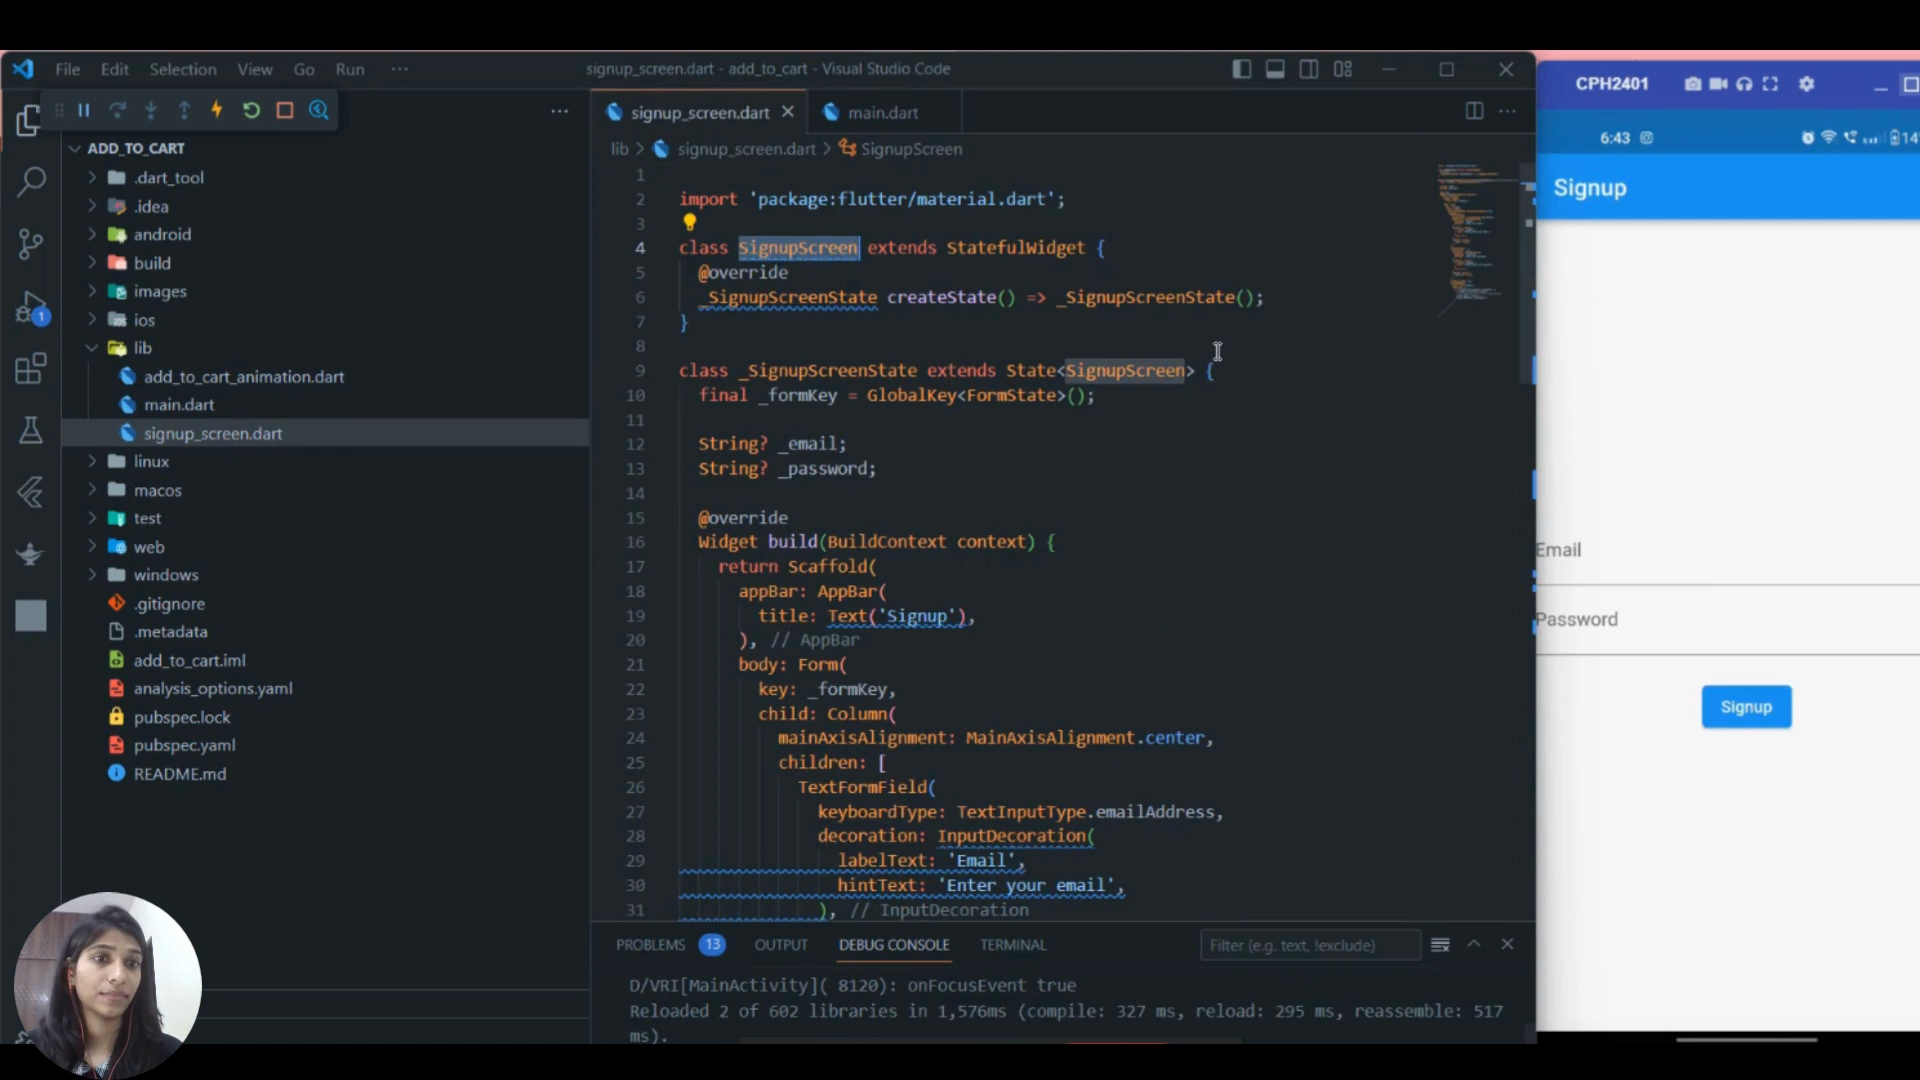 File Edit Selection View Go Run ···
signup_screen.dart - add_to_cart - Visual Studio Code
ADD_TO_CART
.dart_tool
.idea
android
build
images
ios
lib
add_to_cart_animation.dart
main.dart
signup_screen.dart
linux
macos
test
web
windows
.gitignore
.metadata
add_to_cart.iml
analysis_options.yaml
pubspec.lock
pubspec.yaml
README.md
1
signup_screen.dart
main.dart
lib > signup_screen.dart > SignupScreen
1
2 import 'package:flutter/material.dart';
3
4 class SignupScreen extends StatefulWidget {
5 @override
6 _SignupScreenState createState() => _SignupScreenState();
7 }
8
9 class _SignupScreenState extends State<SignupScreen> {
10 final _formKey = GlobalKey<FormState>();
11
12 String? _email;
13 String? _password;
14
15 @override
16 Widget build(BuildContext context) {
17 return Scaffold(
18 appBar: AppBar(
19 title: Text('Signup'),
20 ), // AppBar
21 body: Form(
22 key: _formKey,
23 child: Column(
24 mainAxisAlignment: MainAxisAlignment.center,
25 children: [
26 TextFormField(
27 keyboardType: TextInputType.emailAddress,
28 decoration: InputDecoration(
29 labelText: 'Email',
30 hintText: 'Enter your email',
31 ), // InputDecoration
PROBLEMS 13 OUTPUT DEBUG CONSOLE TERMINAL
Filter (e.g. text, !exclude)
D/VRI[MainActivity]( 8120): onFocusEvent true
Reloaded 2 of 602 libraries in 1,576ms (compile: 327 ms, reload: 295 ms, reassemble: 517
ms).
CPH2401
6:43
Signup
Email
Password
Signup